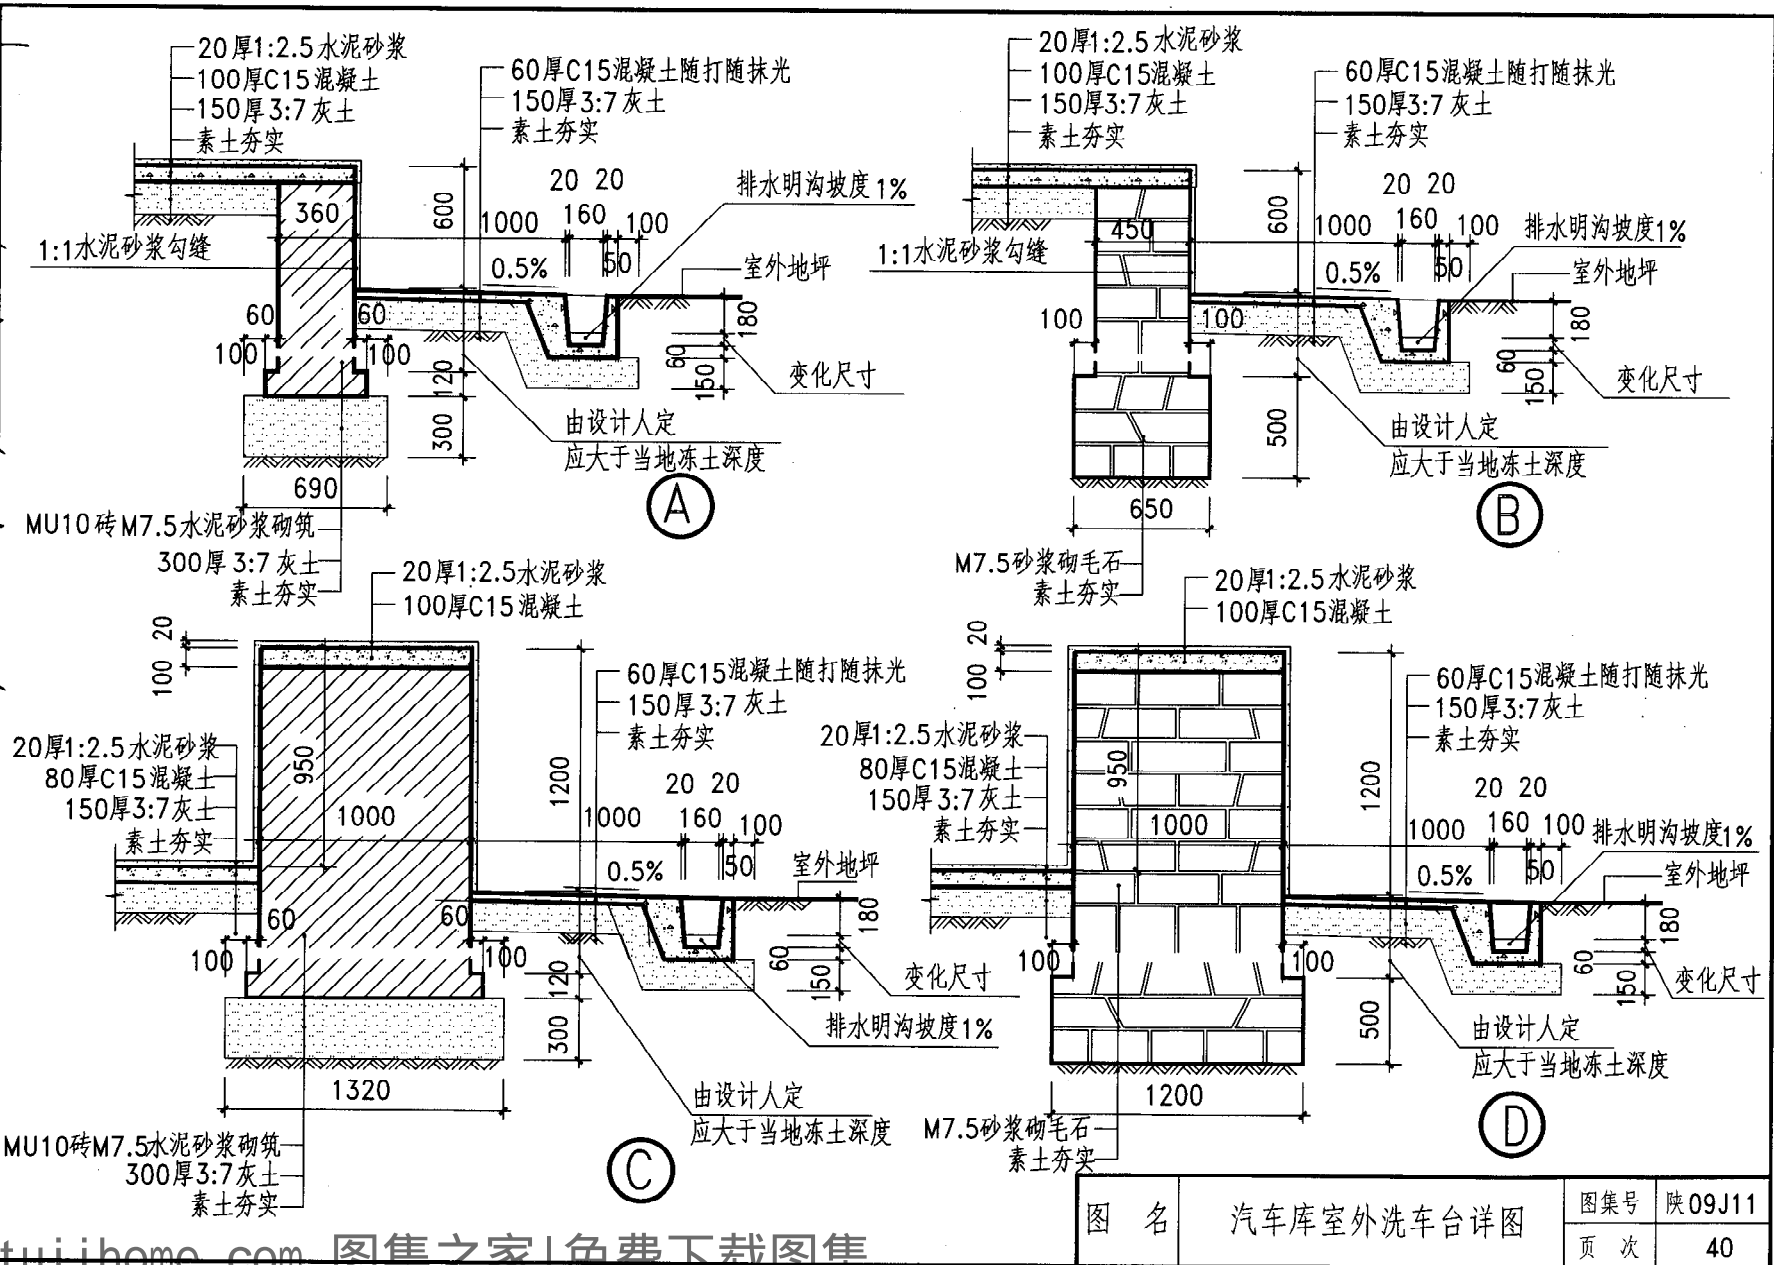 20厚1:2.5水泥砂浆
100厚C15混凝土
150厚3:7灰土
素土夯实
60厚C15混凝土随打随抹光
150厚3:7灰土
素土夯实
20 20
排水明沟坡度1%
360
600
1000
160
100
1:1水泥砂浆勾缝
0.5%
50
室外地坪
60
60
180
100
100
120
60
150
变化尺寸
300
由设计人定
应大于当地冻土深度
690
A
MU10砖M7.5水泥砂浆砌筑
300厚3:7灰土
素土夯实
20厚1:2.5水泥砂浆
100厚C15混凝土
150厚3:7灰土
素土夯实
60厚C15混凝土随打随抹光
150厚3:7灰土
素土夯实
20 20
600
1000
160
100
排水明沟坡度1%
450
1:1水泥砂浆勾缝
0.5%
50
室外地坪
100
100
180
60
150
变化尺寸
500
由设计人定
应大于当地冻土深度
650
B
M7.5砂浆砌毛石
素土夯实
20厚1:2.5水泥砂浆
100厚C15混凝土
20
100
60厚C15混凝土随打随抹光
150厚3:7灰土
素土夯实
20厚1:2.5水泥砂浆
80厚C15混凝土
150厚3:7灰土
素土夯实
950
1200
20 20
1000
1000
160
100
0.5%
50
室外地坪
60
60
180
100
100
120
60
150
变化尺寸
300
排水明沟坡度1%
1320
由设计人定
应大于当地冻土深度
MU10砖M7.5水泥砂浆砌筑
300厚3:7灰土
素土夯实
C
20厚1:2.5水泥砂浆
100厚C15混凝土
20
100
60厚C15混凝土随打随抹光
150厚3:7灰土
素土夯实
20厚1:2.5水泥砂浆
80厚C15混凝土
150厚3:7灰土
素土夯实
950
1200
20 20
1000
1000
160
100
排水明沟坡度1%
0.5%
50
室外地坪
180
100
100
60
150
变化尺寸
500
由设计人定
应大于当地冻土深度
1200
M7.5砂浆砌毛石
素土夯实
D
图 名
汽车库室外洗车台详图
图集号
陕09J11
页 次
40
tujihome.com 图集之家|免费下载图集